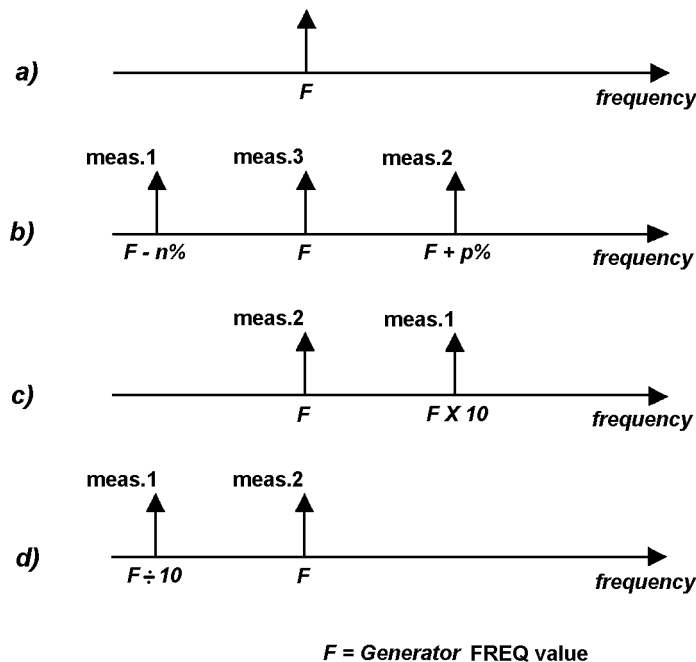 a)
F
frequency
meas.1 meas.3 meas.2
b)
F - n% F F + p%
frequency
meas.2 meas.1
c)
F F X 10
frequency
meas.1 meas.2
d)
F ÷ 10 F
frequency
F = Generator FREQ value